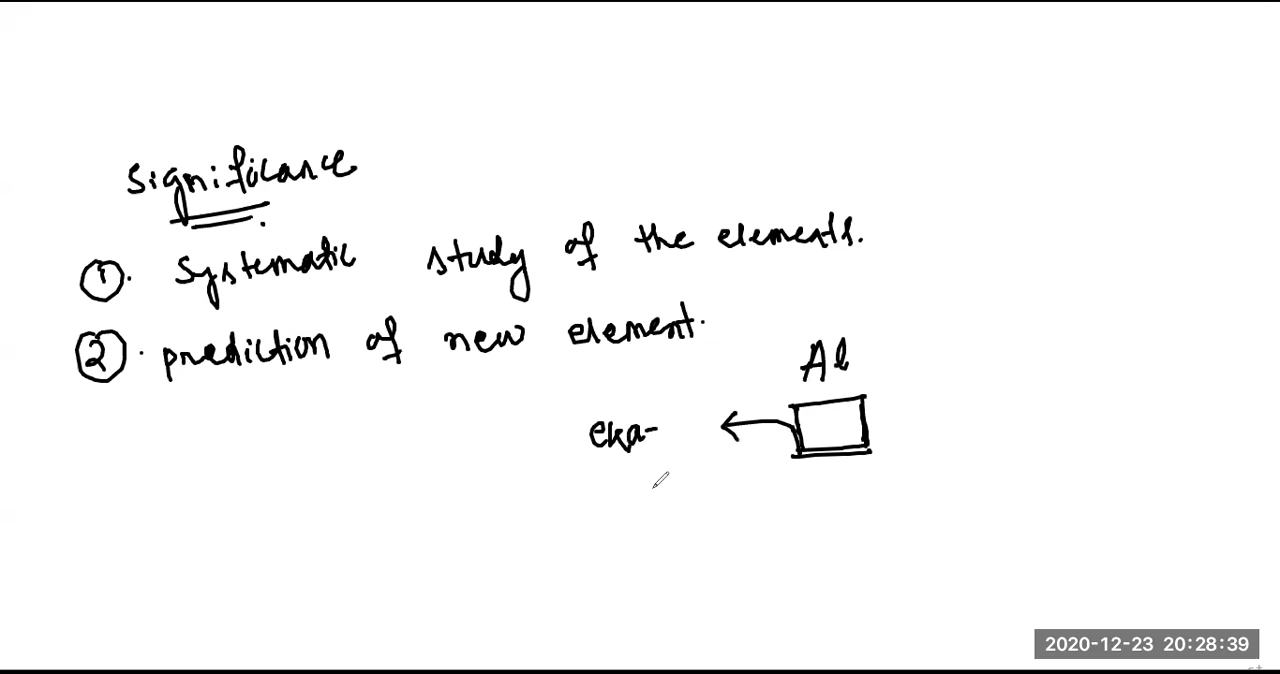 Significance
①. Systematic study of the elements.
②. prediction of new element.
Al
eka-
2020-12-23 20:28:39